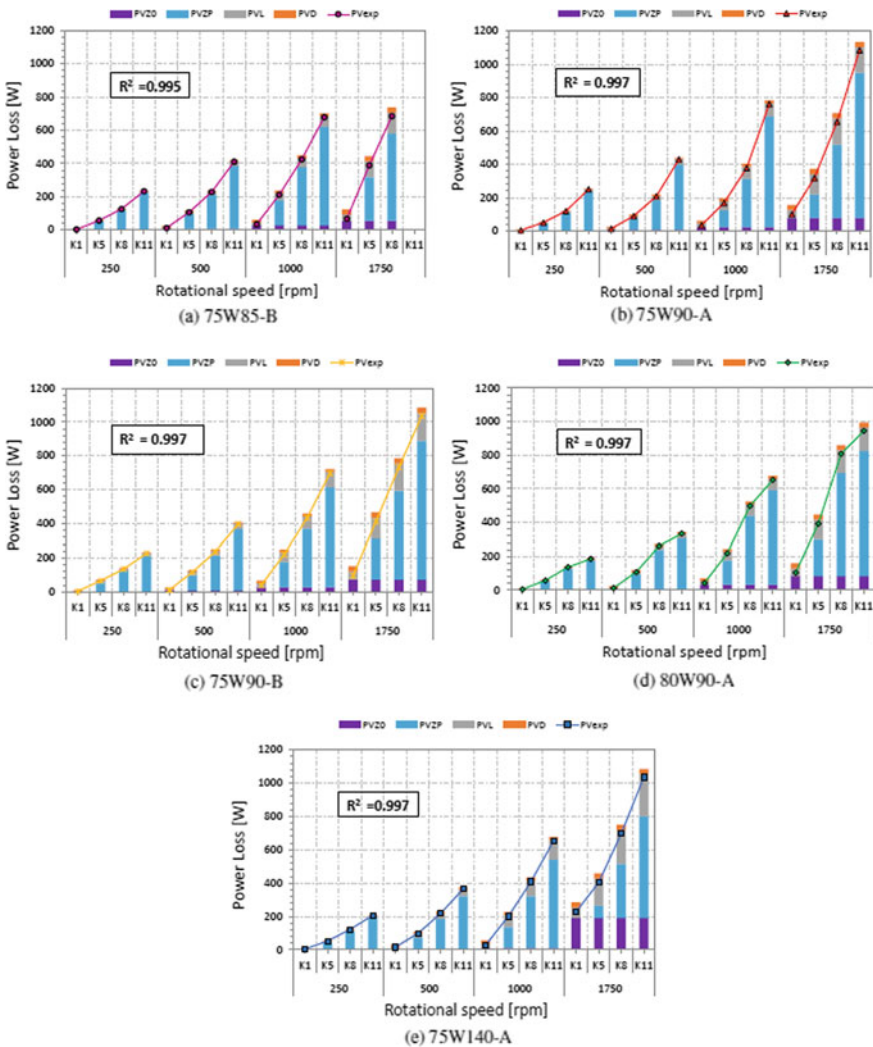 PVZ0 PVZP PVL PVD PVexp
1200
1000
800
600
400
200
0
Power Loss [W]
R² =0.995
K1 K5 K8 K11 K1 K5 K8 K11 K1 K5 K8 K11 K1 K5 K8 K11
250 500 1000 1750
Rotational speed [rpm]
(a) 75W85-B
PVZ0 PVZP PVL PVD PVexp
1200
1000
800
600
400
200
0
Power Loss [W]
R² =0.997
K1 K5 K8 K11 K1 K5 K8 K11 K1 K5 K8 K11 K1 K5 K8 K11
250 500 1000 1750
Rotational speed [rpm]
(b) 75W90-A
PVZ0 PVZP PVL PVD PVexp
1200
1000
800
600
400
200
0
Power Loss [W]
R² = 0.997
K1 K5 K8 K11 K1 K5 K8 K11 K1 K5 K8 K11 K1 K5 K8 K11
250 500 1000 1750
Rotational speed [rpm]
(c) 75W90-B
PVZ0 PVZP PVL PVD PVexp
1200
1000
800
600
400
200
0
Power Loss [W]
R² = 0.997
K1 K5 K8 K11 K1 K5 K8 K11 K1 K5 K8 K11 K1 K5 K8 K11
250 500 1000 1750
Rotational speed [rpm]
(d) 80W90-A
PVZ0 PVZP PVL PVD PVexp
1200
1000
800
600
400
200
0
Power Loss [W]
R² =0.997
K1 K5 K8 K11 K1 K5 K8 K11 K1 K5 K8 K11 K1 K5 K8 K11
250 500 1000 1750
Rotational speed [rpm]
(e) 75W140-A